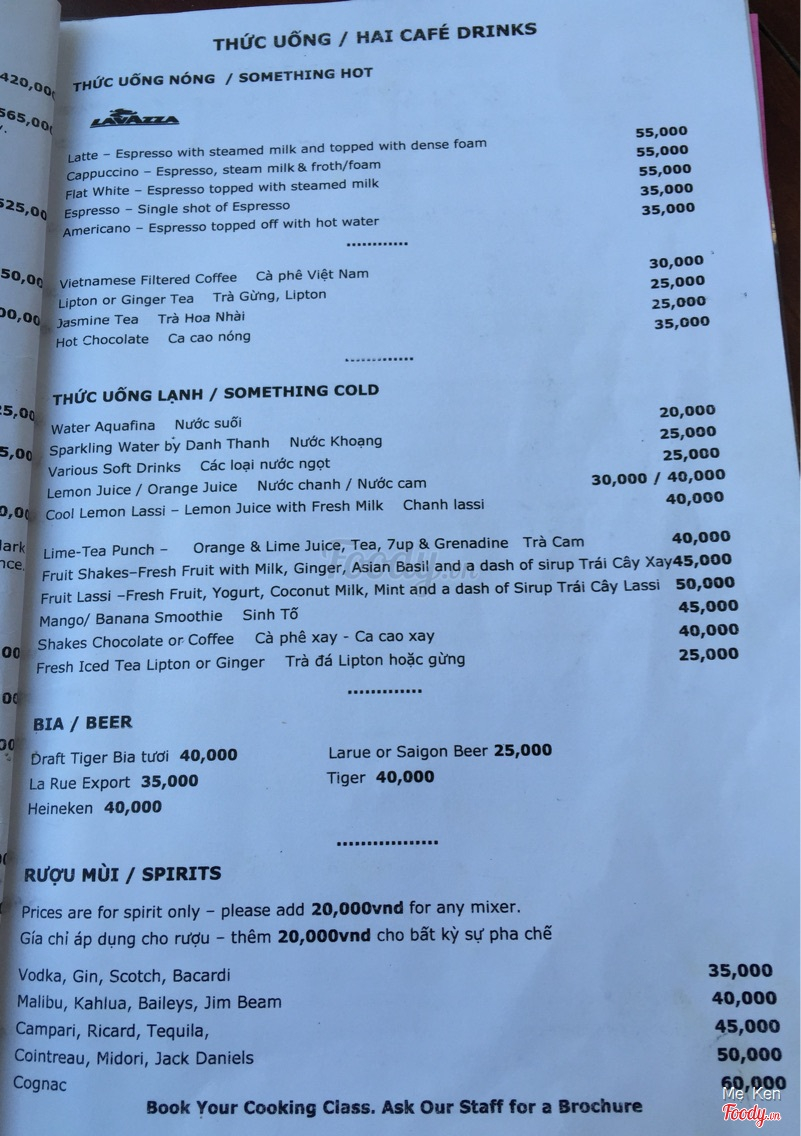 THỨC UỐNG / HAI CAFÉ DRINKS
THỨC UỐNG NÓNG / SOMETHING HOT
LAVAZZA
Latte – Espresso with steamed milk and topped with dense foam 55,000
Cappuccino – Espresso, steam milk & froth/foam 55,000
Flat White – Espresso topped with steamed milk 55,000
Espresso – Single shot of Espresso 35,000
Americano – Espresso topped off with hot water 35,000
Vietnamese Filtered Coffee Cà phê Việt Nam 30,000
Lipton or Ginger Tea Trà Gừng, Lipton 25,000
Jasmine Tea Trà Hoa Nhài 25,000
Hot Chocolate Ca cao nóng 35,000
THỨC UỐNG LẠNH / SOMETHING COLD
Water Aquafina Nước suối 20,000
Sparkling Water by Danh Thanh Nước Khoạng 25,000
Various Soft Drinks Các loại nước ngọt 25,000
Lemon Juice / Orange Juice Nước chanh / Nước cam 30,000 / 40,000
Cool Lemon Lassi – Lemon Juice with Fresh Milk Chanh lassi 40,000
Lime-Tea Punch – Orange & Lime Juice, Tea, 7up & Grenadine Trà Cam 40,000
Fruit Shakes–Fresh Fruit with Milk, Ginger, Asian Basil and a dash of sirup Trái Cây Xay 45,000
Fruit Lassi –Fresh Fruit, Yogurt, Coconut Milk, Mint and a dash of Sirup Trái Cây Lassi 50,000
Mango/ Banana Smoothie Sinh Tố 45,000
Shakes Chocolate or Coffee Cà phê xay - Ca cao xay 40,000
Fresh Iced Tea Lipton or Ginger Trà đá Lipton hoặc gừng 25,000
BIA / BEER
Draft Tiger Bia tươi 40,000 Larue or Saigon Beer 25,000
La Rue Export 35,000 Tiger 40,000
Heineken 40,000
RƯỢU MÙI / SPIRITS
Prices are for spirit only – please add 20,000vnd for any mixer.
Gía chỉ áp dụng cho rượu – thêm 20,000vnd cho bất kỳ sự pha chế
Vodka, Gin, Scotch, Bacardi 35,000
Malibu, Kahlua, Baileys, Jim Beam 40,000
Campari, Ricard, Tequila, 45,000
Cointreau, Midori, Jack Daniels 50,000
Cognac 60,000
Book Your Cooking Class. Ask Our Staff for a Brochure
Me Ken
Foody.vn